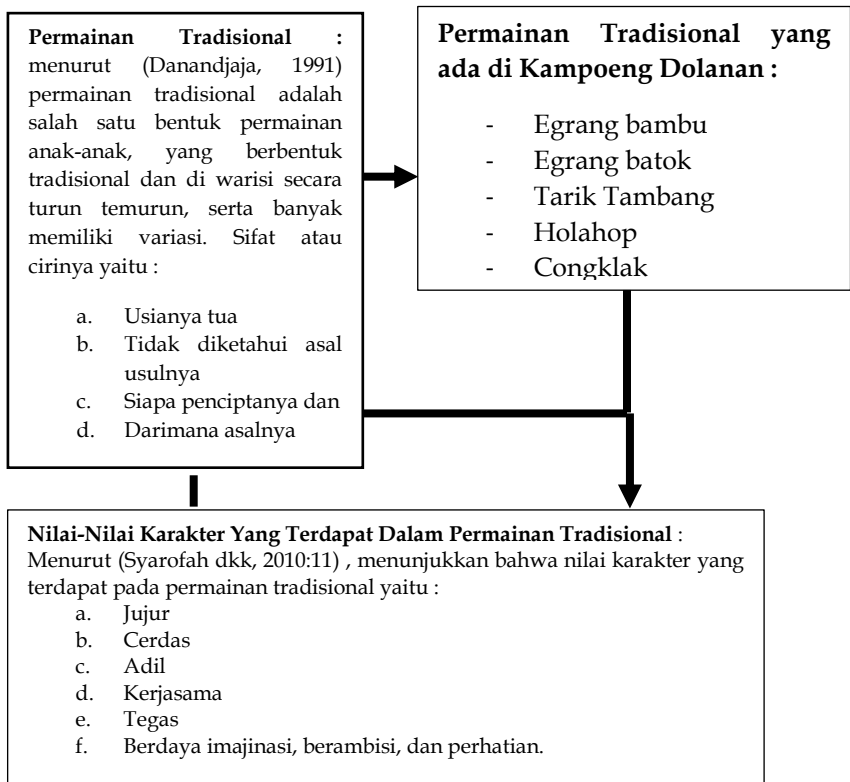 Permainan Tradisional :
menurut (Danandjaja, 1991)
permainan tradisional adalah
salah satu bentuk permainan
anak-anak, yang berbentuk
tradisional dan di warisi secara
turun temurun, serta banyak
memiliki variasi. Sifat atau
cirinya yaitu :
a. Usianya tua
b. Tidak diketahui asal
usulnya
c. Siapa penciptanya dan
d. Darimana asalnya
Permainan Tradisional yang
ada di Kampoeng Dolanan :
- Egrang bambu
- Egrang batok
- Tarik Tambang
- Holahop
- Congklak
Nilai-Nilai Karakter Yang Terdapat Dalam Permainan Tradisional :
Menurut (Syarofah dkk, 2010:11) , menunjukkan bahwa nilai karakter yang
terdapat pada permainan tradisional yaitu :
a. Jujur
b. Cerdas
c. Adil
d. Kerjasama
e. Tegas
f. Berdaya imajinasi, berambisi, dan perhatian.